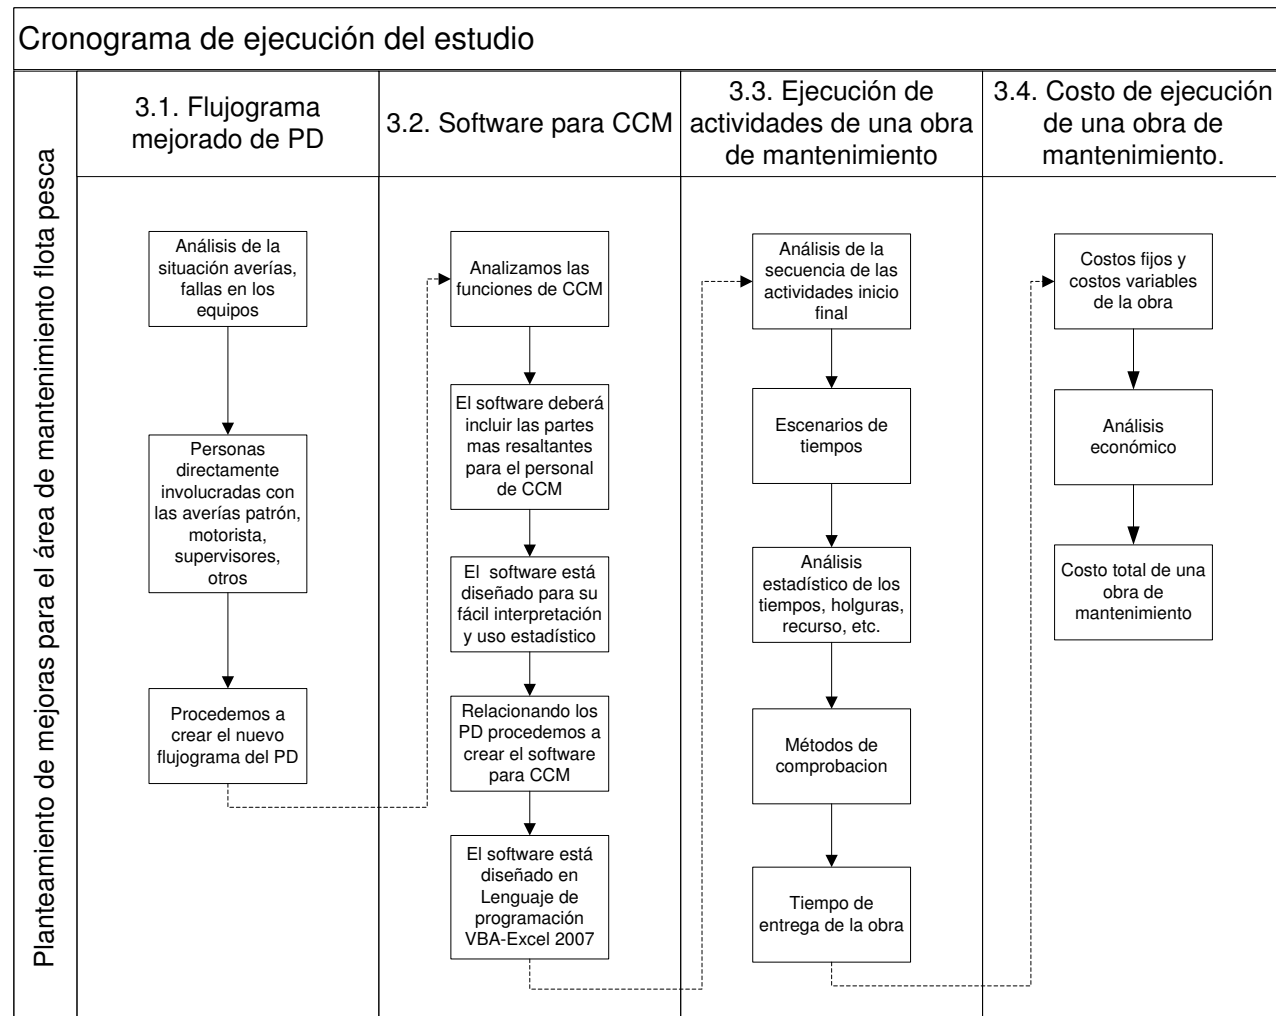 Cronograma de ejecución del estudio
Planteamiento de mejoras para el área de mantenimiento flota pesca
3.1. Flujograma
mejorado de PD
Análisis de la
situación averías,
fallas en los
equipos
Personas
directamente
involucradas con
las averías patrón,
motorista,
supervisores,
otros
Procedemos a
crear el nuevo
flujograma del PD
3.2. Software para CCM
Analizamos las
funciones de CCM
El software deberá
incluir las partes
mas resaltantes
para el personal
de CCM
El software está
diseñado para su
fácil interpretación
y uso estadístico
Relacionando los
PD procedemos a
crear el software
para CCM
El software está
diseñado en
Lenguaje de
programación
VBA-Excel 2007
3.3. Ejecución de
actividades de una obra
de mantenimiento
Análisis de la
secuencia de las
actividades inicio
final
Escenarios de
tiempos
Análisis
estadístico de los
tiempos, holguras,
recurso, etc.
Métodos de
comprobacion
Tiempo de
entrega de la obra
3.4. Costo de ejecución
de una obra de
mantenimiento.
Costos fijos y
costos variables
de la obra
Análisis
económico
Costo total de una
obra de
mantenimiento